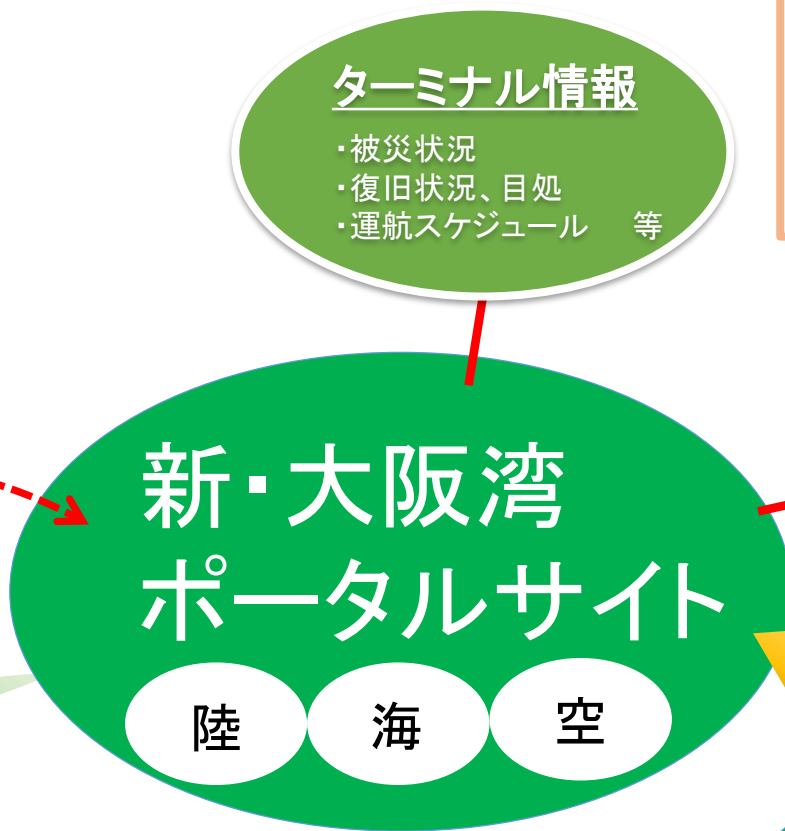 ターミナル情報
・被災状況
・復旧状況、目処
・運航スケジュール　等
新・大阪湾
ポータルサイト
陸 海 空